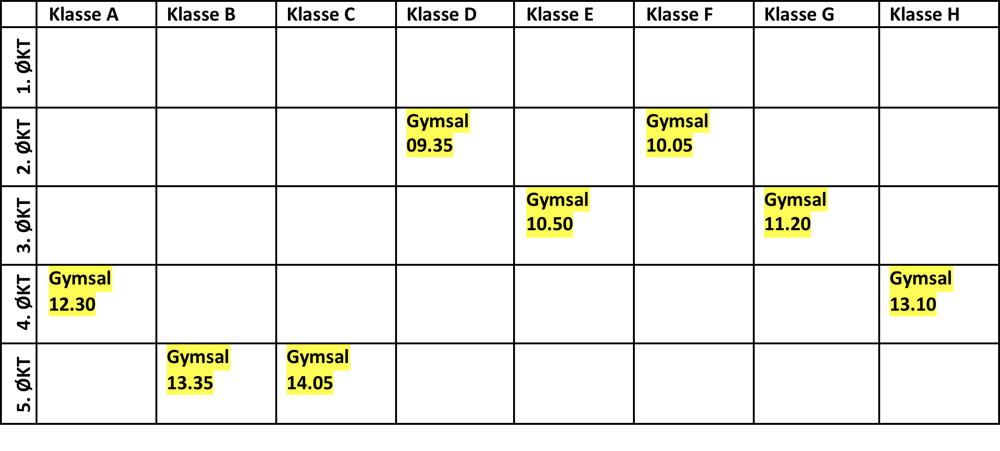 Klasse A Klasse B Klasse C Klasse D Klasse E Klasse F Klasse G Klasse H
1. ØKT
2. ØKT
Gymsal Gymsal
09.35 10.05
3. ØKT
Gymsal Gymsal
10.50 11.20
4. ØKT
Gymsal Gymsal
12.30 13.10
5. ØKT
Gymsal Gymsal
13.35 14.05